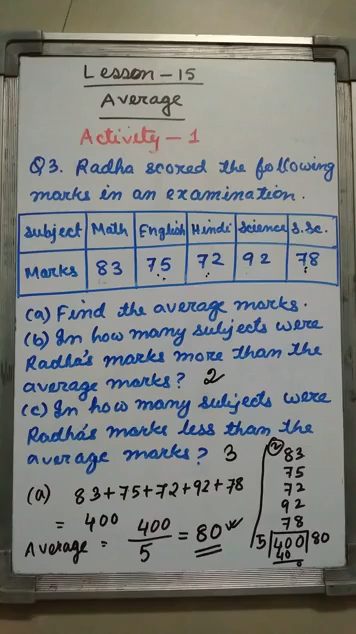 Lesson-15
Average
Activity-1
Q3. Radha scored the following
marks in an examination.
Subject Math English Hindi Science S.Sc.
Marks 83 75 72 92 78
(a) Find the average marks.
(b) In how many subjects were
Radha's marks more than the
average marks? 2
(c) In how many subjects were
Radha's marks less than the
average marks? 3
(a) 83+75+72+92+78
= 400
Average = 400/5 = 80
2
83
75
72
92
78
5 400 80
40
0